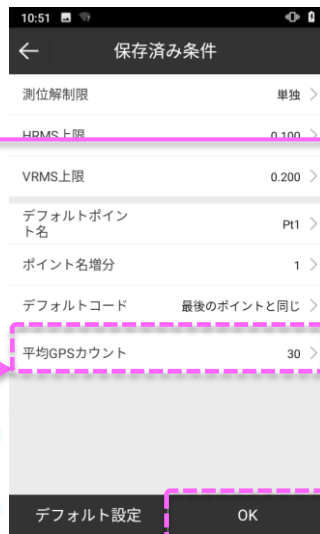 10:51
保存済み条件
測位解制限 単独
HRMS上限 0.100
VRMS上限 0.200
デフォルトポイン
ト名 Pt1
ポイント名増分 1
デフォルトコード 最後のポイントと同じ
平均GPSカウント 30
デフォルト設定 OK